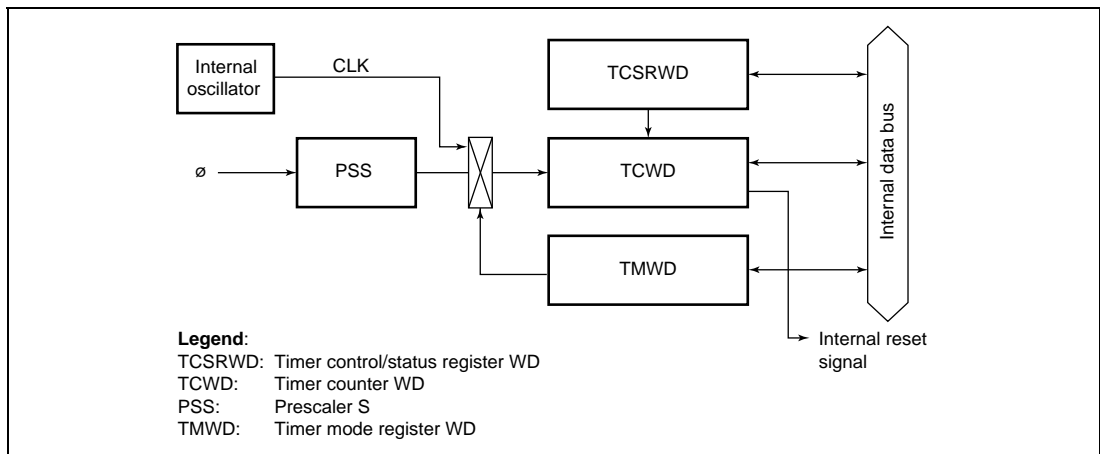 Internal
oscillator
CLK
TCSRWD
ø
PSS
TCWD
TMWD
Internal data bus
Internal reset
signal
Legend:
TCSRWD: Timer control/status register WD
TCWD: Timer counter WD
PSS: Prescaler S
TMWD: Timer mode register WD